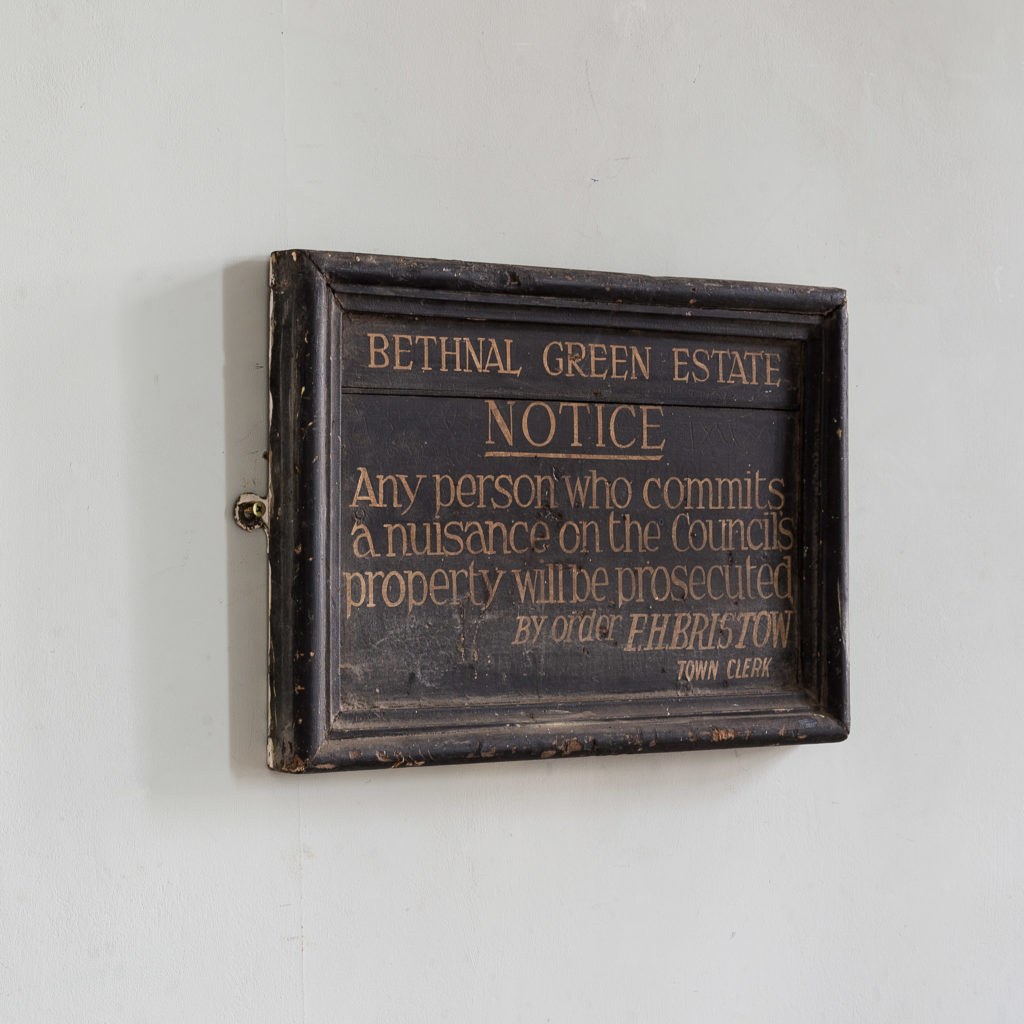 BETHNAL GREEN ESTATE
NOTICE
Any person who commits
a nuisance on the Council's
property will be prosecuted
By order F.H.BRISTOW
TOWN CLERK